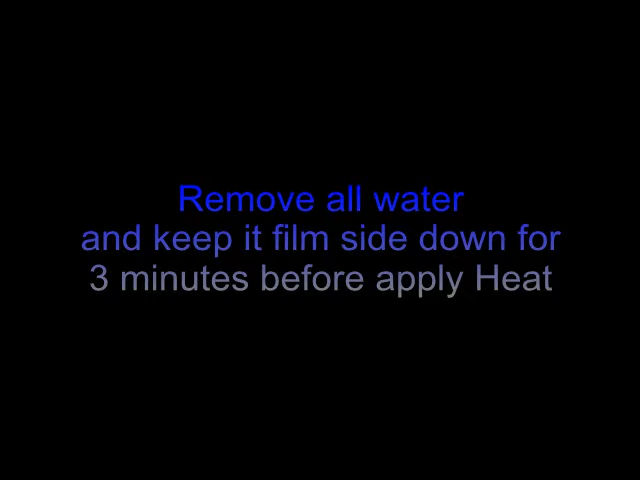 Remove all water
and keep it film side down for
3 minutes before apply Heat